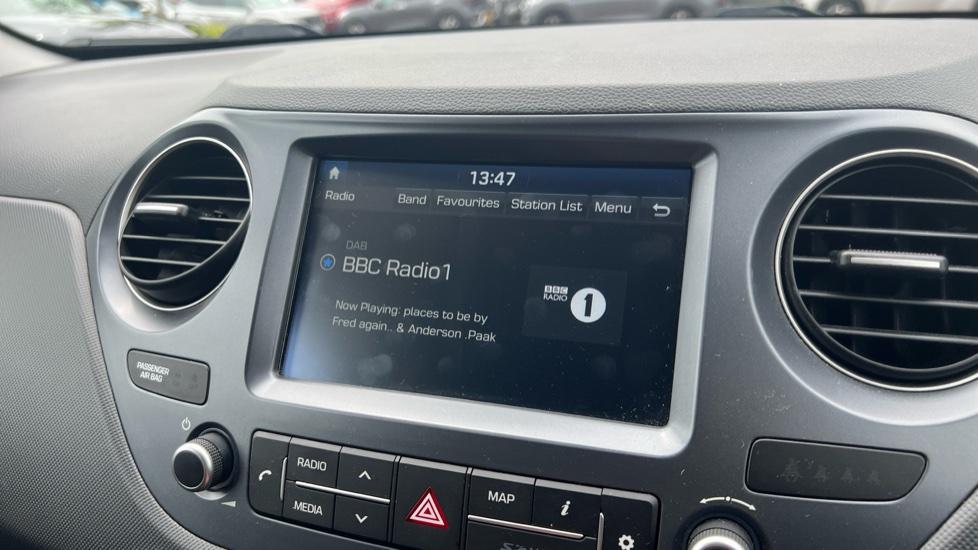 13:47
Radio
Band Favourites Station List Menu
DAB
BBC Radio1
Now Playing: places to be by
Fred again.. & Anderson .Paak
BBC
RADIO
1
PASSENGER
AIR BAG
RADIO
MEDIA
MAP
i